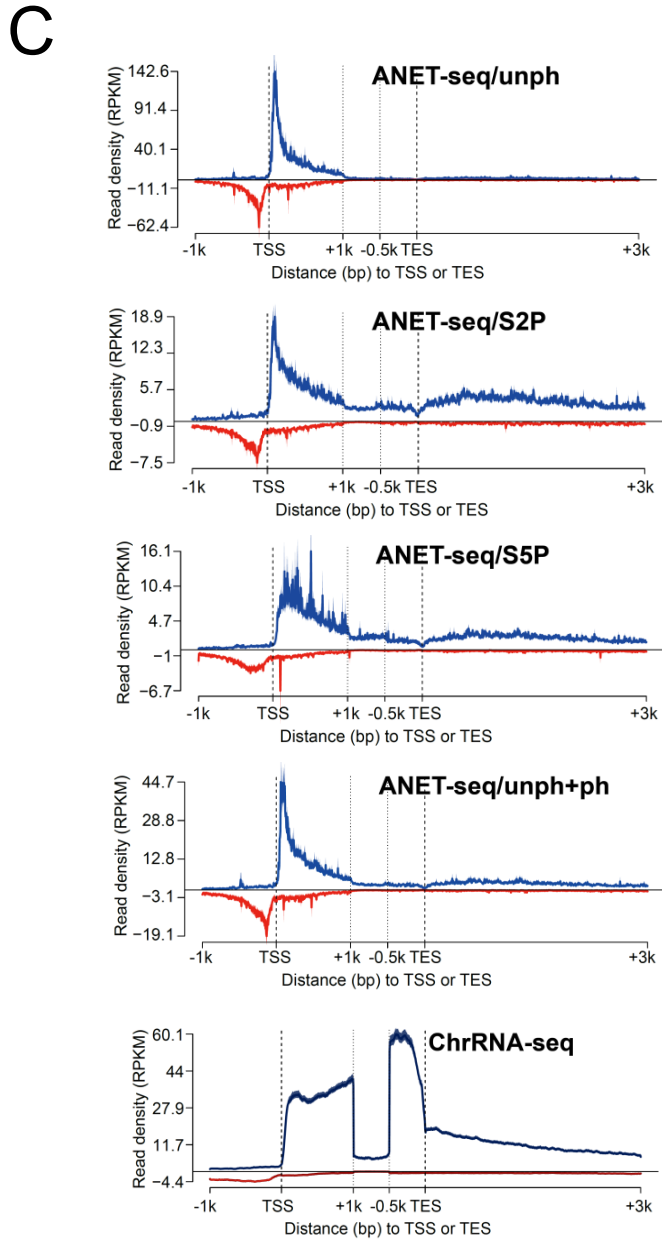 C
ANET-seq/unph
Read density (RPKM)
142.6
91.4
40.1
−11.1
−62.4
-1k TSS +1k -0.5k TES +3k
Distance (bp) to TSS or TES
ANET-seq/S2P
Read density (RPKM)
18.9
12.3
5.7
−0.9
−7.5
-1k TSS +1k -0.5k TES +3k
Distance (bp) to TSS or TES
ANET-seq/S5P
Read density (RPKM)
16.1
10.4
4.7
−1
−6.7
-1k TSS +1k -0.5k TES +3k
Distance (bp) to TSS or TES
ANET-seq/unph+ph
Read density (RPKM)
44.7
28.8
12.8
−3.1
−19.1
-1k TSS +1k -0.5k TES +3k
Distance (bp) to TSS or TES
ChrRNA-seq
Read density (RPKM)
60.1
44
27.9
11.7
−4.4
-1k TSS +1k -0.5k TES +3k
Distance (bp) to TSS or TES